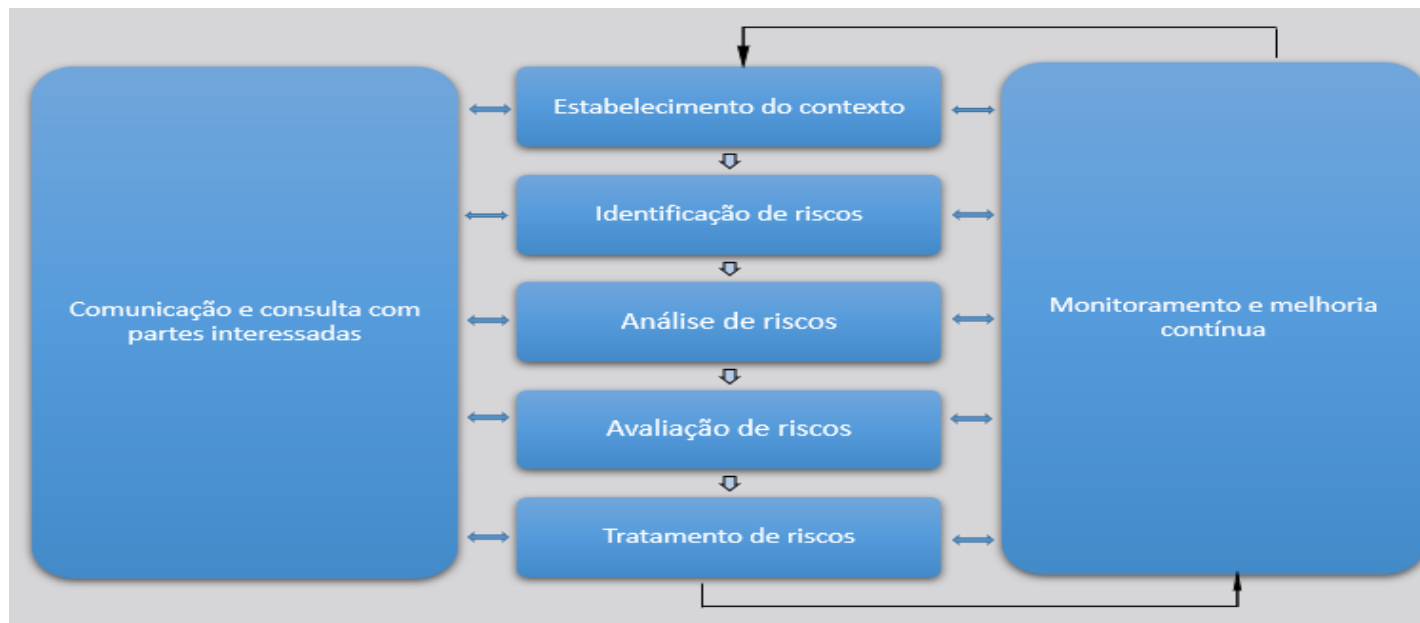 Comunicação e consulta com
partes interessadas
Estabelecimento do contexto
Identificação de riscos
Análise de riscos
Avaliação de riscos
Tratamento de riscos
Monitoramento e melhoria
contínua